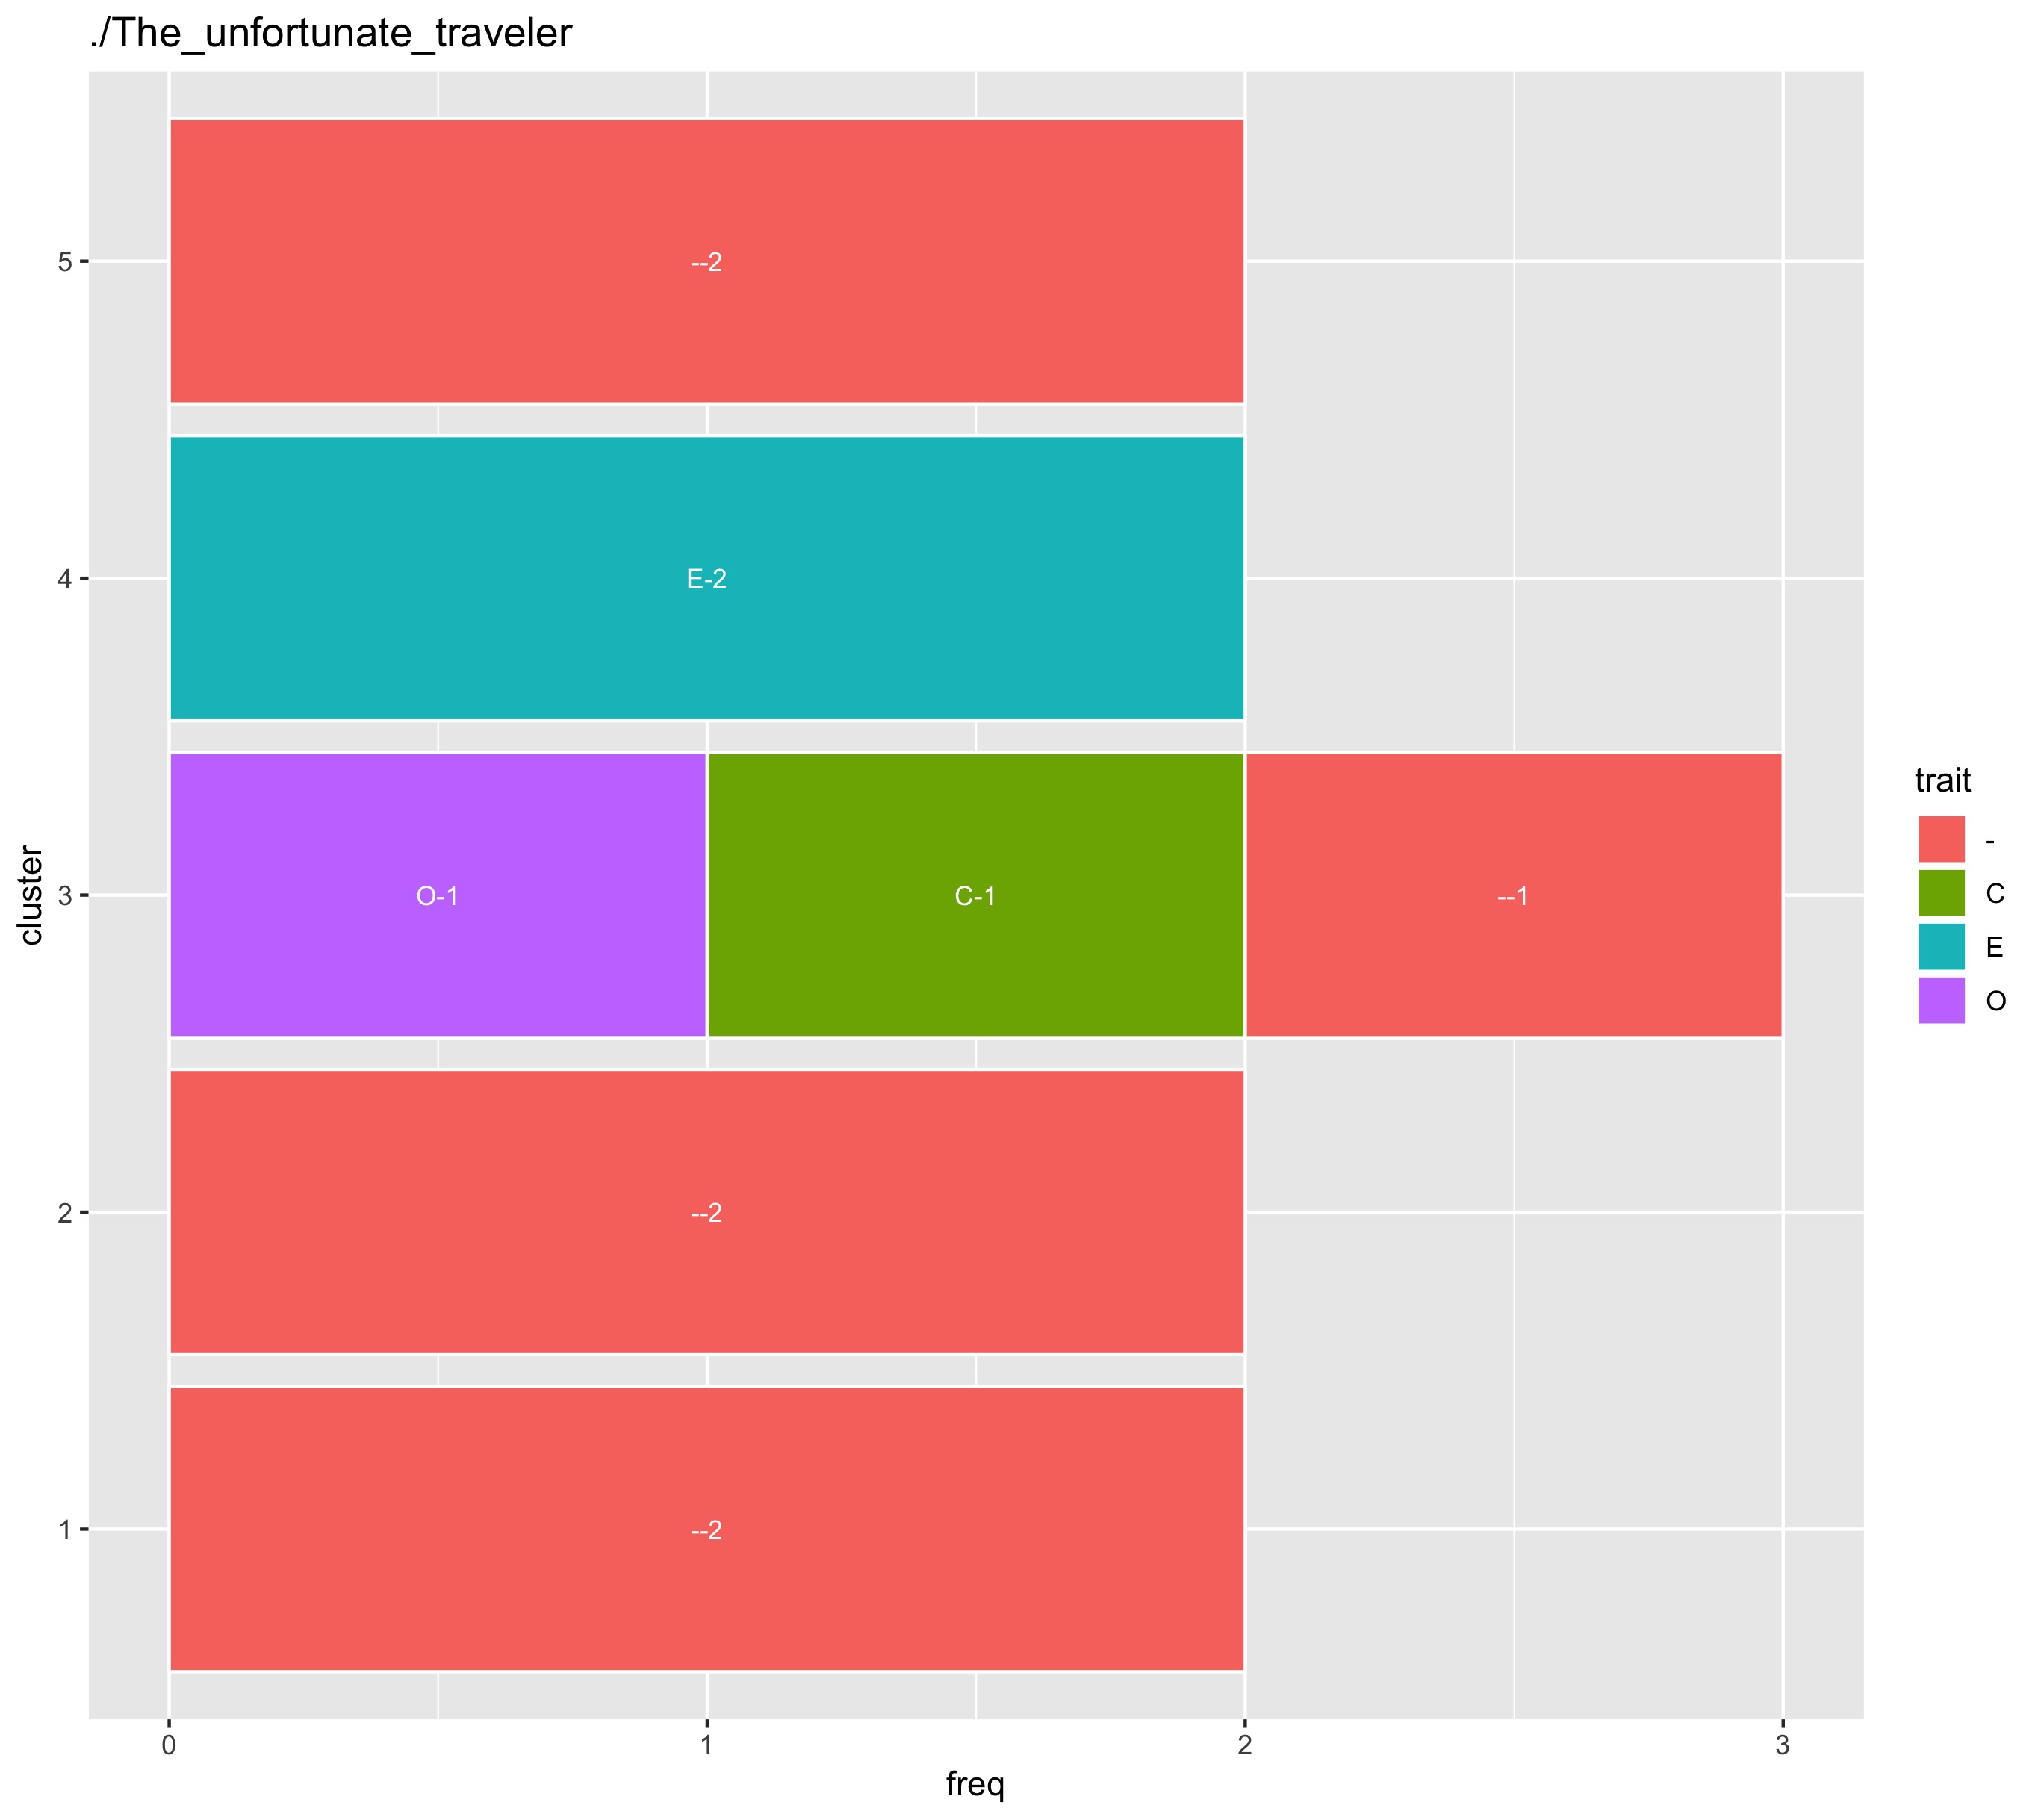 ./The_unfortunate_traveler
5
--2
4
E-2
3
O-1
C-1
--1
2
--2
1
--2
0
1
2
3
freq
cluster
trait
-
C
E
O